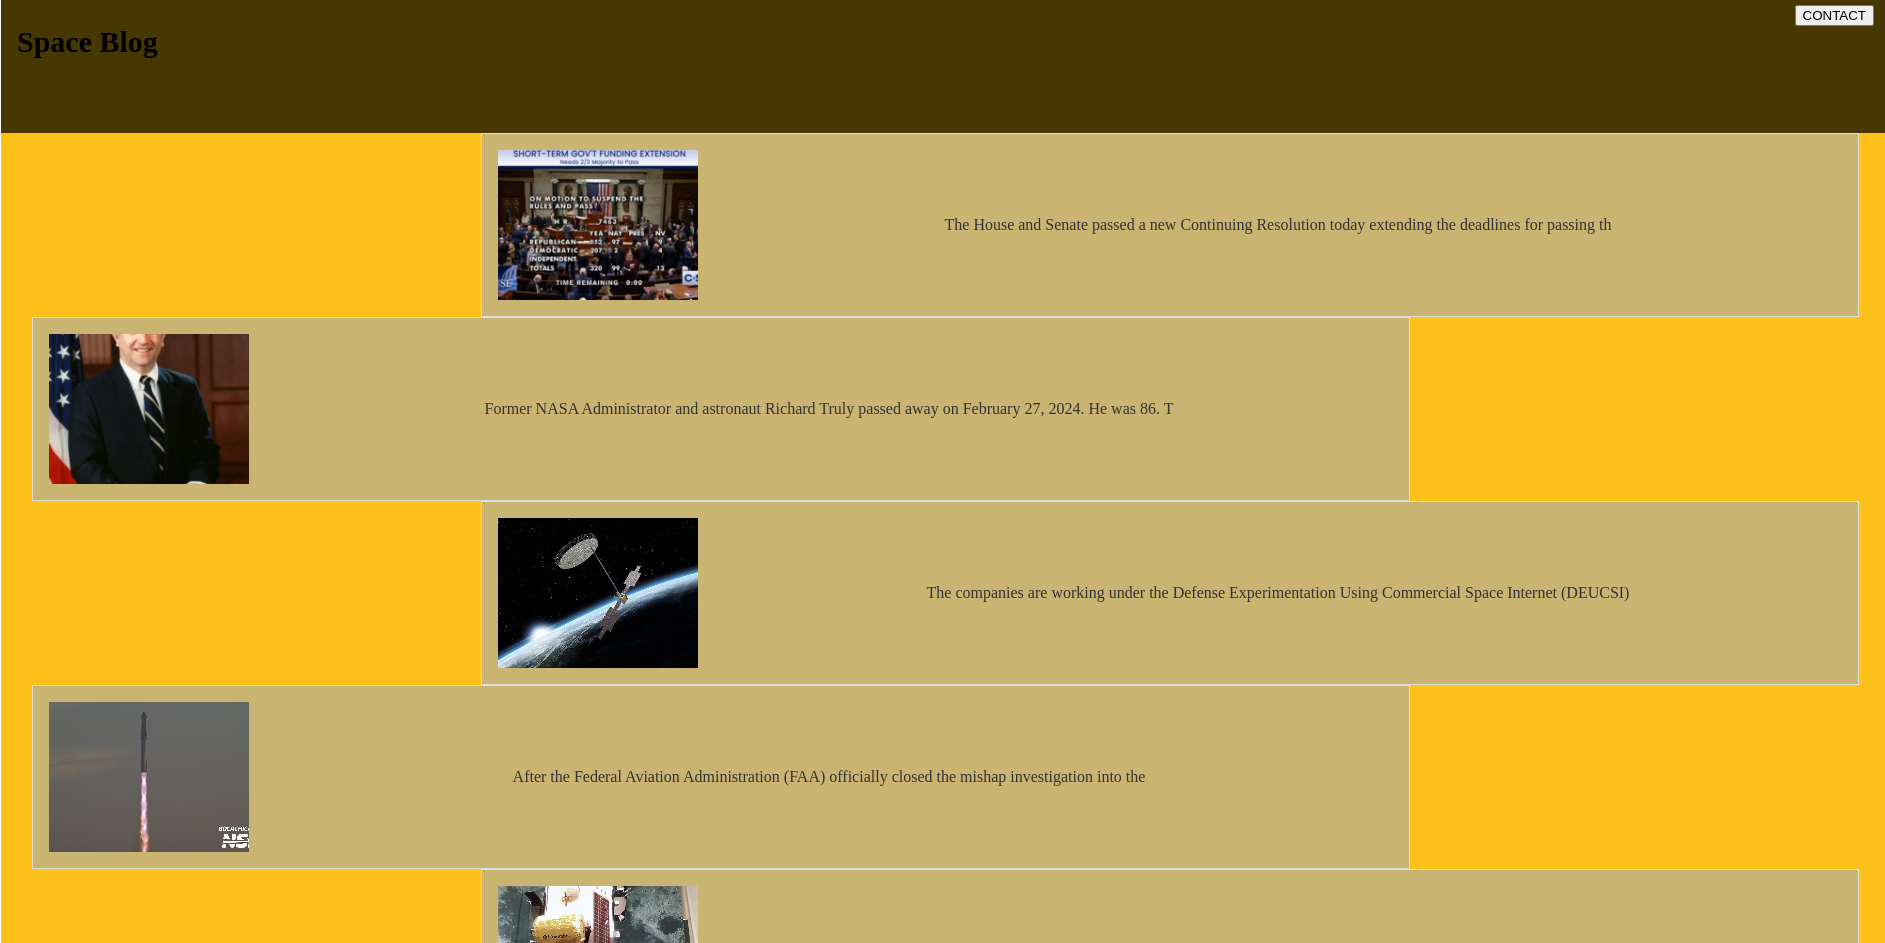 CONTACT
Space Blog
SHORT-TERM GOV'T FUNDING EXTENSION
Needs 2/3 Majority to Pass
ON MOTION TO SUSPEND THE
RULES AND PASS
H R 7463
YEA NAY PRES NV
REPUBLICAN 113 97 9
DEMOCRATIC 207 2 4
INDEPENDENT
TOTALS 320 99 13
TIME REMAINING 0:00
The House and Senate passed a new Continuing Resolution today extending the deadlines for passing th
Former NASA Administrator and astronaut Richard Truly passed away on February 27, 2024. He was 86. T
The companies are working under the Defense Experimentation Using Commercial Space Internet (DEUCSI)
After the Federal Aviation Administration (FAA) officially closed the mishap investigation into the